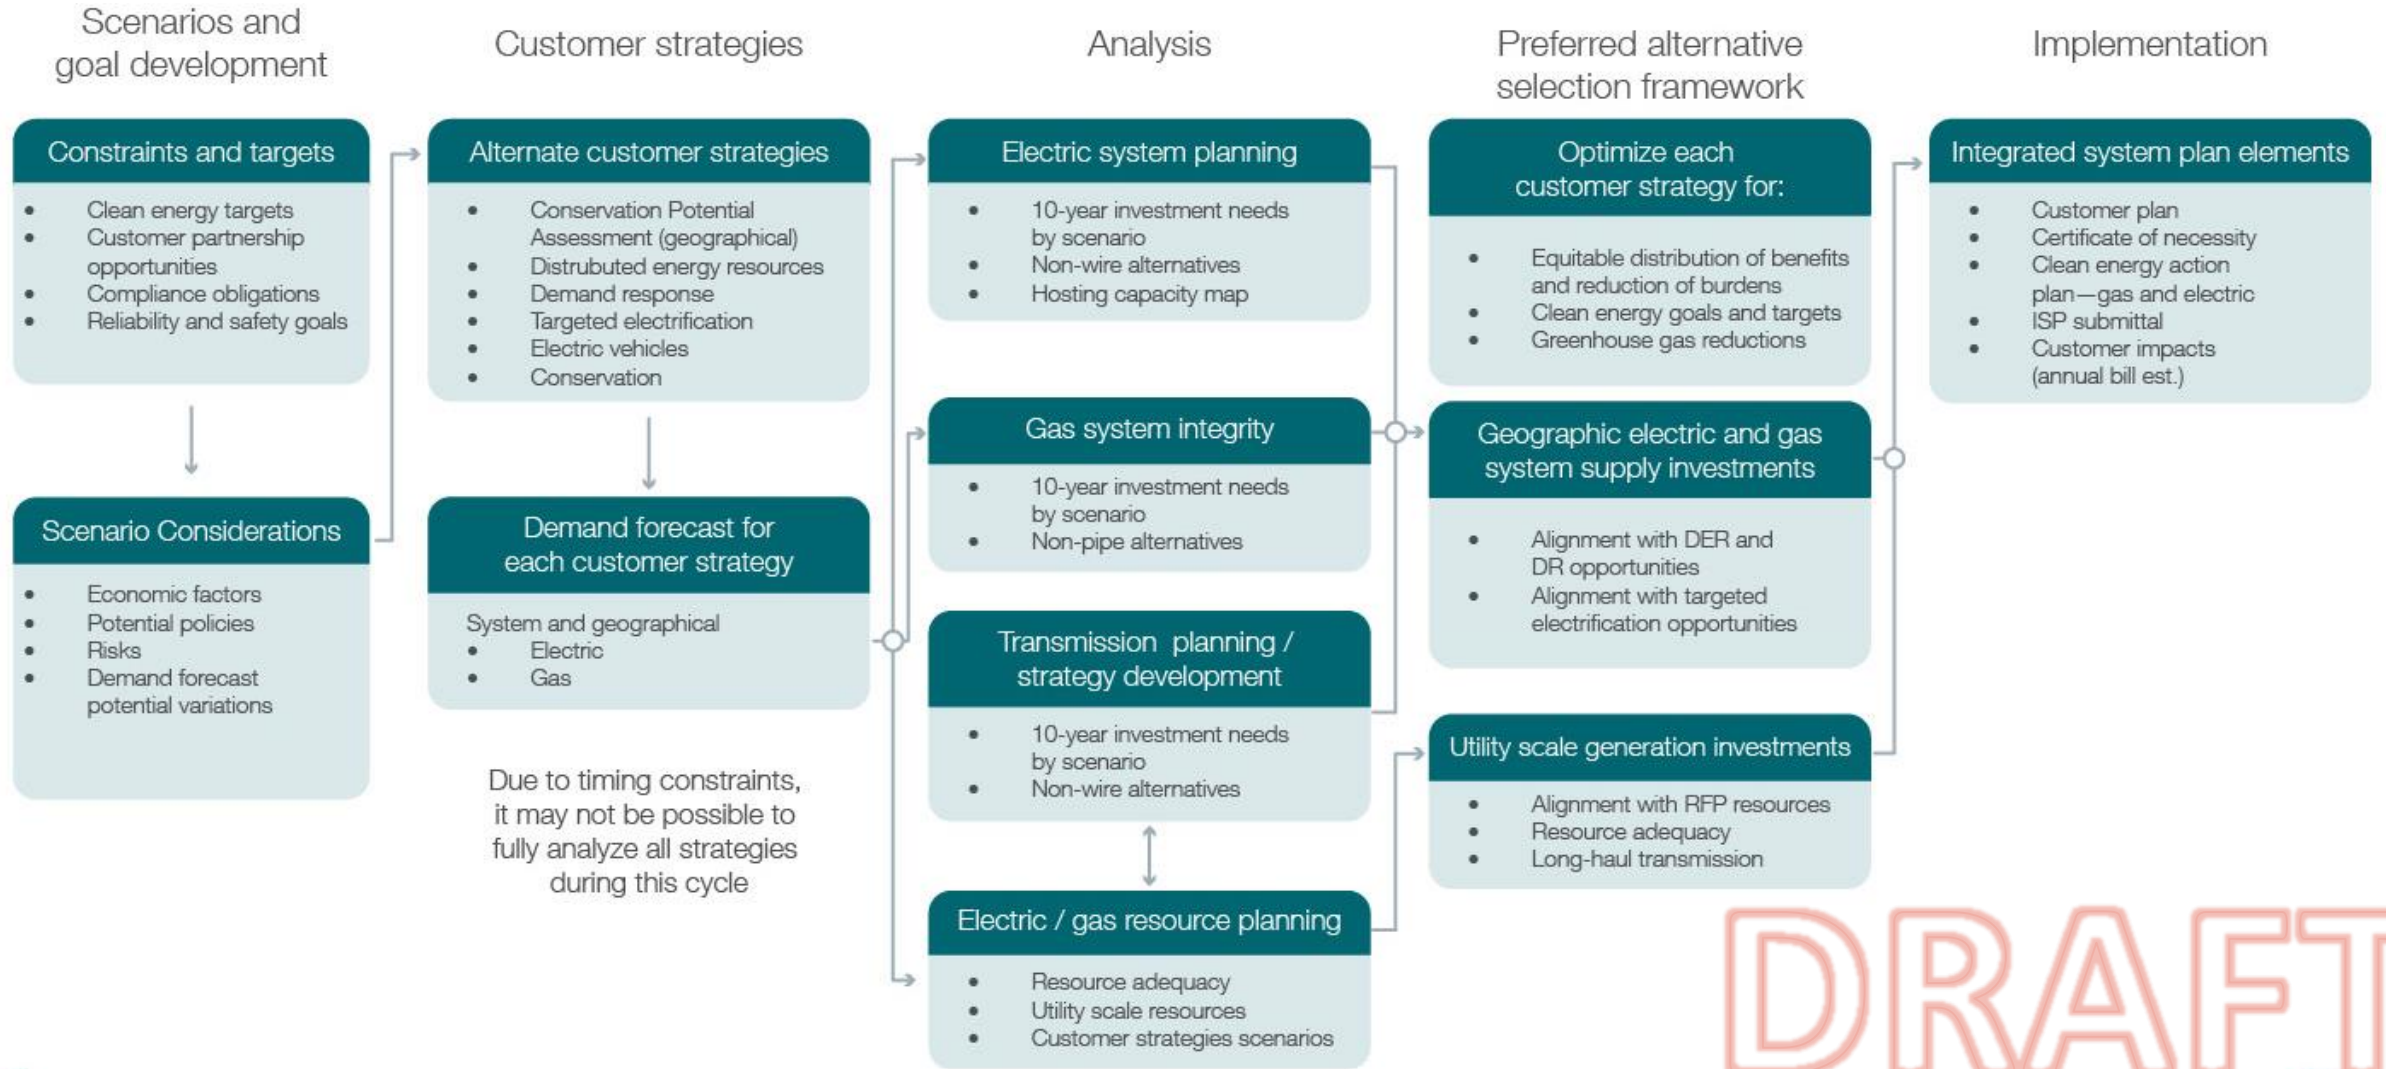 Scenarios and
goal development
Customer strategies
Analysis
Preferred alternative
selection framework
Implementation
Constraints and targets
• Clean energy targets
• Customer partnership
opportunities
• Compliance obligations
• Reliability and safety goals
Scenario Considerations
• Economic factors
• Potential policies
• Risks
• Demand forecast
potential variations
Alternate customer strategies
• Conservation Potential
Assessment (geographical)
• Distrubuted energy resources
• Demand response
• Targeted electrification
• Electric vehicles
• Conservation
Demand forecast for
each customer strategy
System and geographical
• Electric
• Gas
Due to timing constraints,
it may not be possible to
fully analyze all strategies
during this cycle
Electric system planning
• 10-year investment needs
by scenario
• Non-wire alternatives
• Hosting capacity map
Gas system integrity
• 10-year investment needs
by scenario
• Non-pipe alternatives
Transmission planning /
strategy development
• 10-year investment needs
by scenario
• Non-wire alternatives
Electric / gas resource planning
• Resource adequacy
• Utility scale resources
• Customer strategies scenarios
Optimize each
customer strategy for:
• Equitable distribution of benefits
and reduction of burdens
• Clean energy goals and targets
• Greenhouse gas reductions
Geographic electric and gas
system supply investments
• Alignment with DER and
DR opportunities
• Alignment with targeted
electrification opportunities
Utility scale generation investments
• Alignment with RFP resources
• Resource adequacy
• Long-haul transmission
Integrated system plan elements
• Customer plan
• Certificate of necessity
• Clean energy action
plan—gas and electric
• ISP submittal
• Customer impacts
(annual bill est.)
DRAFT